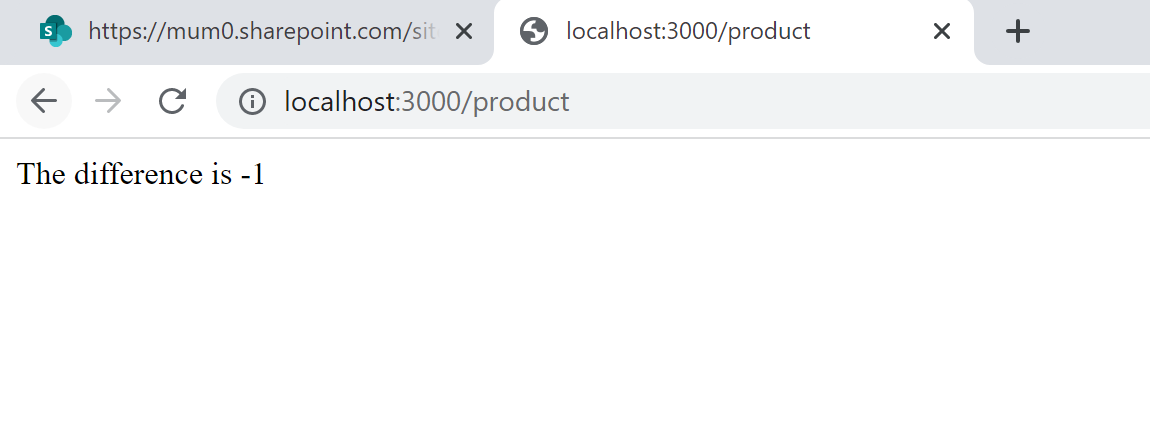 https://mum0.sharepoint.com/sit
localhost:3000/product
localhost:3000/product
The difference is -1